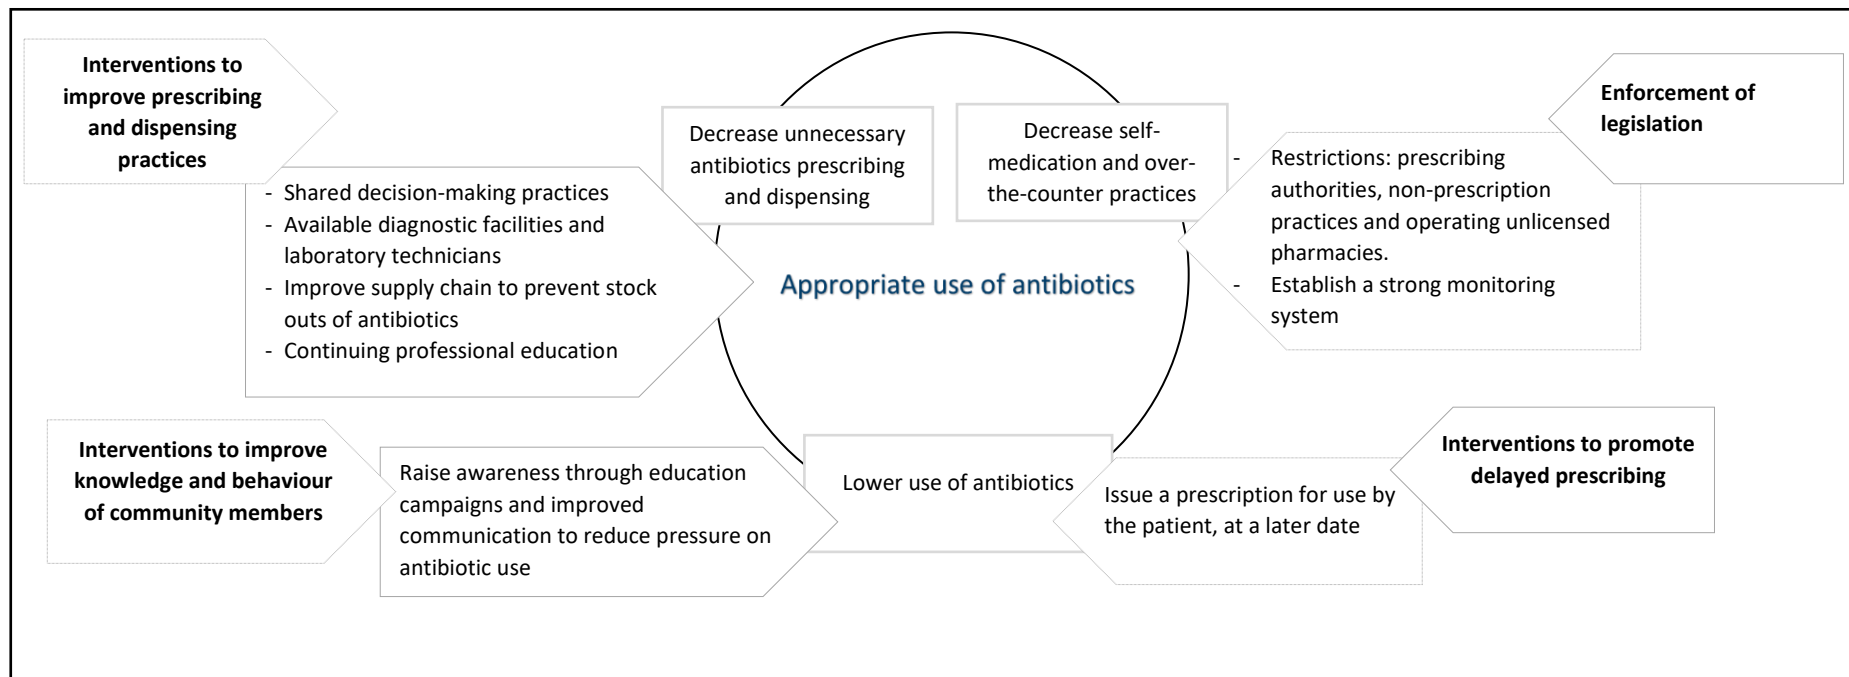 Interventions to
improve prescribing
and dispensing
practices
- Shared decision-making practices
- Available diagnostic facilities and
laboratory technicians
- Improve supply chain to prevent stock
outs of antibiotics
- Continuing professional education
Decrease unnecessary
antibiotics prescribing
and dispensing
Decrease self-
medication and over-
the-counter practices
Enforcement of
legislation
- Restrictions: prescribing
authorities, non-prescription
practices and operating unlicensed
pharmacies.
- Establish a strong monitoring
system
Appropriate use of antibiotics
Interventions to improve
knowledge and behaviour
of community members
Raise awareness through education
campaigns and improved
communication to reduce pressure on
antibiotic use
Lower use of antibiotics
Issue a prescription for use by
the patient, at a later date
Interventions to promote
delayed prescribing